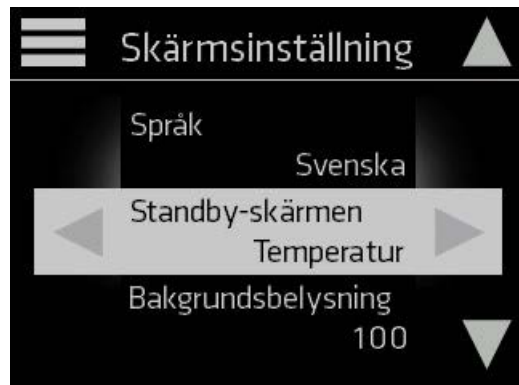 Skärmsinställning
Språk
Svenska
Standby-skärmen
Temperatur
Bakgrundsbelysning
100